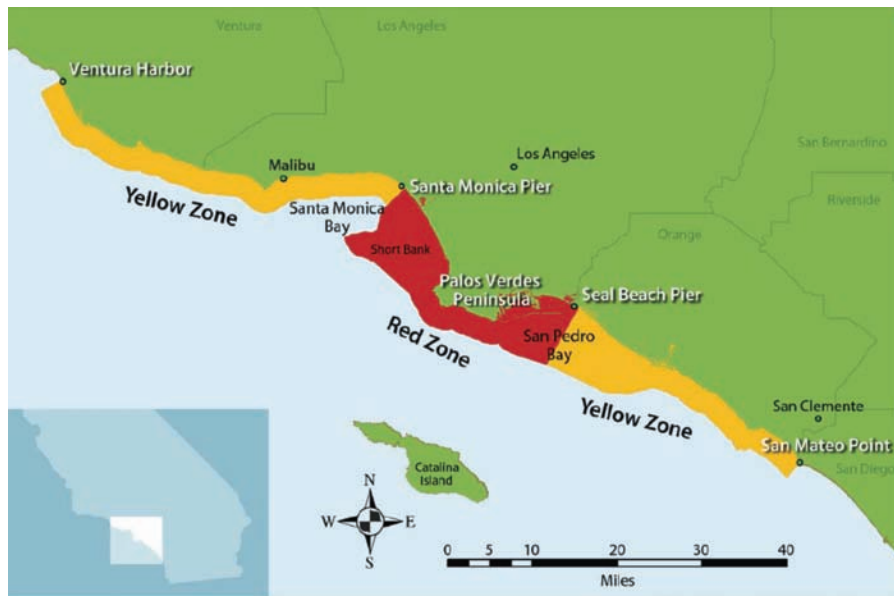 Ventura
Los Angeles
Ventura Harbor
San Bernardino
Los Angeles
Malibu
Santa Monica Pier
Yellow Zone
Santa Monica
Bay
Riverside
Orange
Short Bank
Palos Verdes
Peninsula
Seal Beach Pier
Red Zone
San Pedro
Bay
Yellow Zone
San Clemente
San Mateo Point
San Diego
Catalina
Island
N
W
E
S
0
5
10
20
30
40
Miles